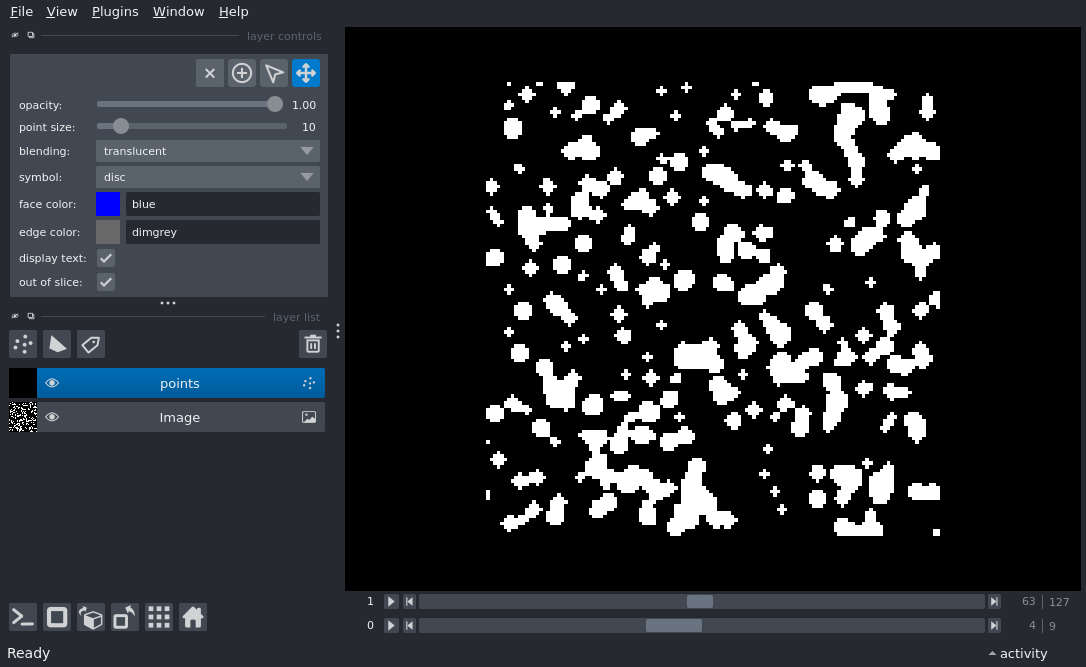 File View Plugins Window Help
layer controls
opacity: 1.00
point size: 10
blending: translucent
symbol: disc
face color: blue
edge color: dimgrey
display text:
out of slice:
layer list
points
Image
1 63 127
0 4 9
Ready activity